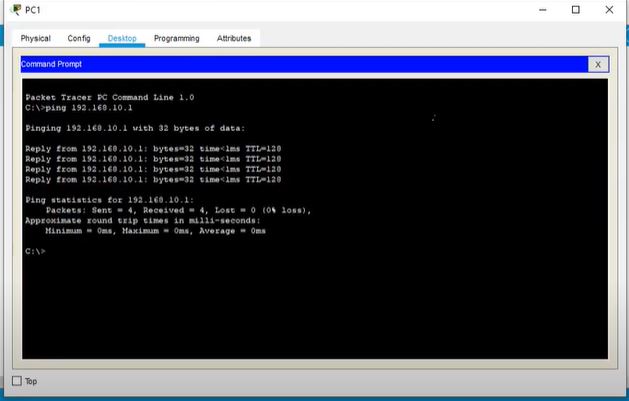 PC1
Physical Config Desktop Programming Attributes
Command Prompt
X
Packet Tracer PC Command Line 1.0
C:\>ping 192.168.10.1
Pinging 192.168.10.1 with 32 bytes of data:
Reply from 192.168.10.1: bytes=32 time<1ms TTL=128
Reply from 192.168.10.1: bytes=32 time<1ms TTL=128
Reply from 192.168.10.1: bytes=32 time<1ms TTL=128
Reply from 192.168.10.1: bytes=32 time<1ms TTL=128
Ping statistics for 192.168.10.1:
Packets: Sent = 4, Received = 4, Lost = 0 (0% loss),
Approximate round trip times in milli-seconds:
Minimum = 0ms, Maximum = 0ms, Average = 0ms
C:\>
Top